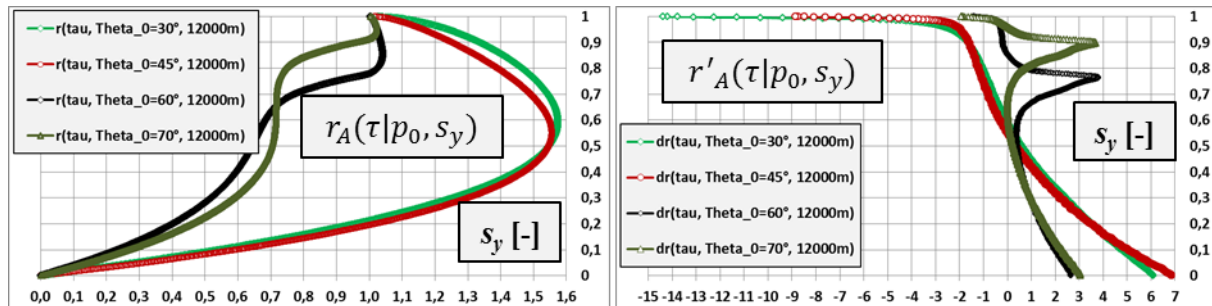 r(tau, Theta_0=30°, 12000m)
r(tau, Theta_0=45°, 12000m)
r(tau, Theta_0=60°, 12000m)
r(tau, Theta_0=70°, 12000m)
r_A(τ|p_0, s_y)
s_y [-]
1
0,9
0,8
0,7
0,6
0,5
0,4
0,3
0,2
0,1
0
0,0 0,1 0,2 0,3 0,4 0,5 0,6 0,7 0,8 0,9 1,0 1,1 1,2 1,3 1,4 1,5 1,6
r'_A(τ|p_0, s_y)
dr(tau, Theta_0=30°, 12000m)
dr(tau, Theta_0=45°, 12000m)
dr(tau, Theta_0=60°, 12000m)
dr(tau, Theta_0=70°, 12000m)
s_y [-]
1
0,9
0,8
0,7
0,6
0,5
0,4
0,3
0,2
0,1
0
-15 -14 -13 -12 -11 -10 -9 -8 -7 -6 -5 -4 -3 -2 -1 0 1 2 3 4 5 6 7